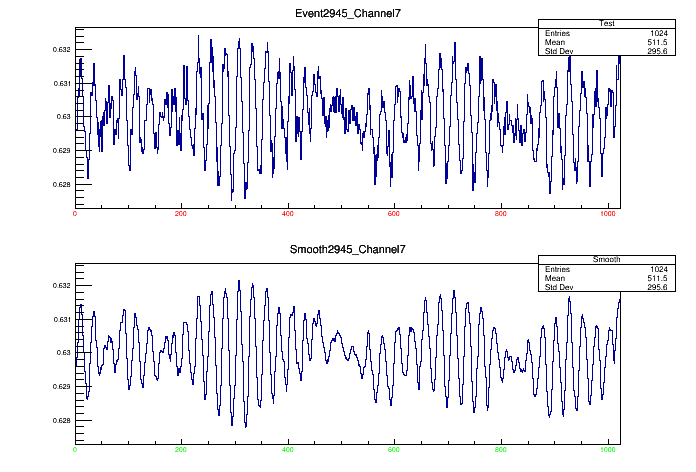 Event2945_Channel7
Test
Entries 1024
Mean 511.5
Std Dev 295.6
0.632
0.631
0.63
0.629
0.628
0 200 400 600 800 1000
Smooth2945_Channel7
Smooth
Entries 1024
Mean 511.5
Std Dev 295.6
0.632
0.631
0.63
0.629
0.628
0 200 400 600 800 1000